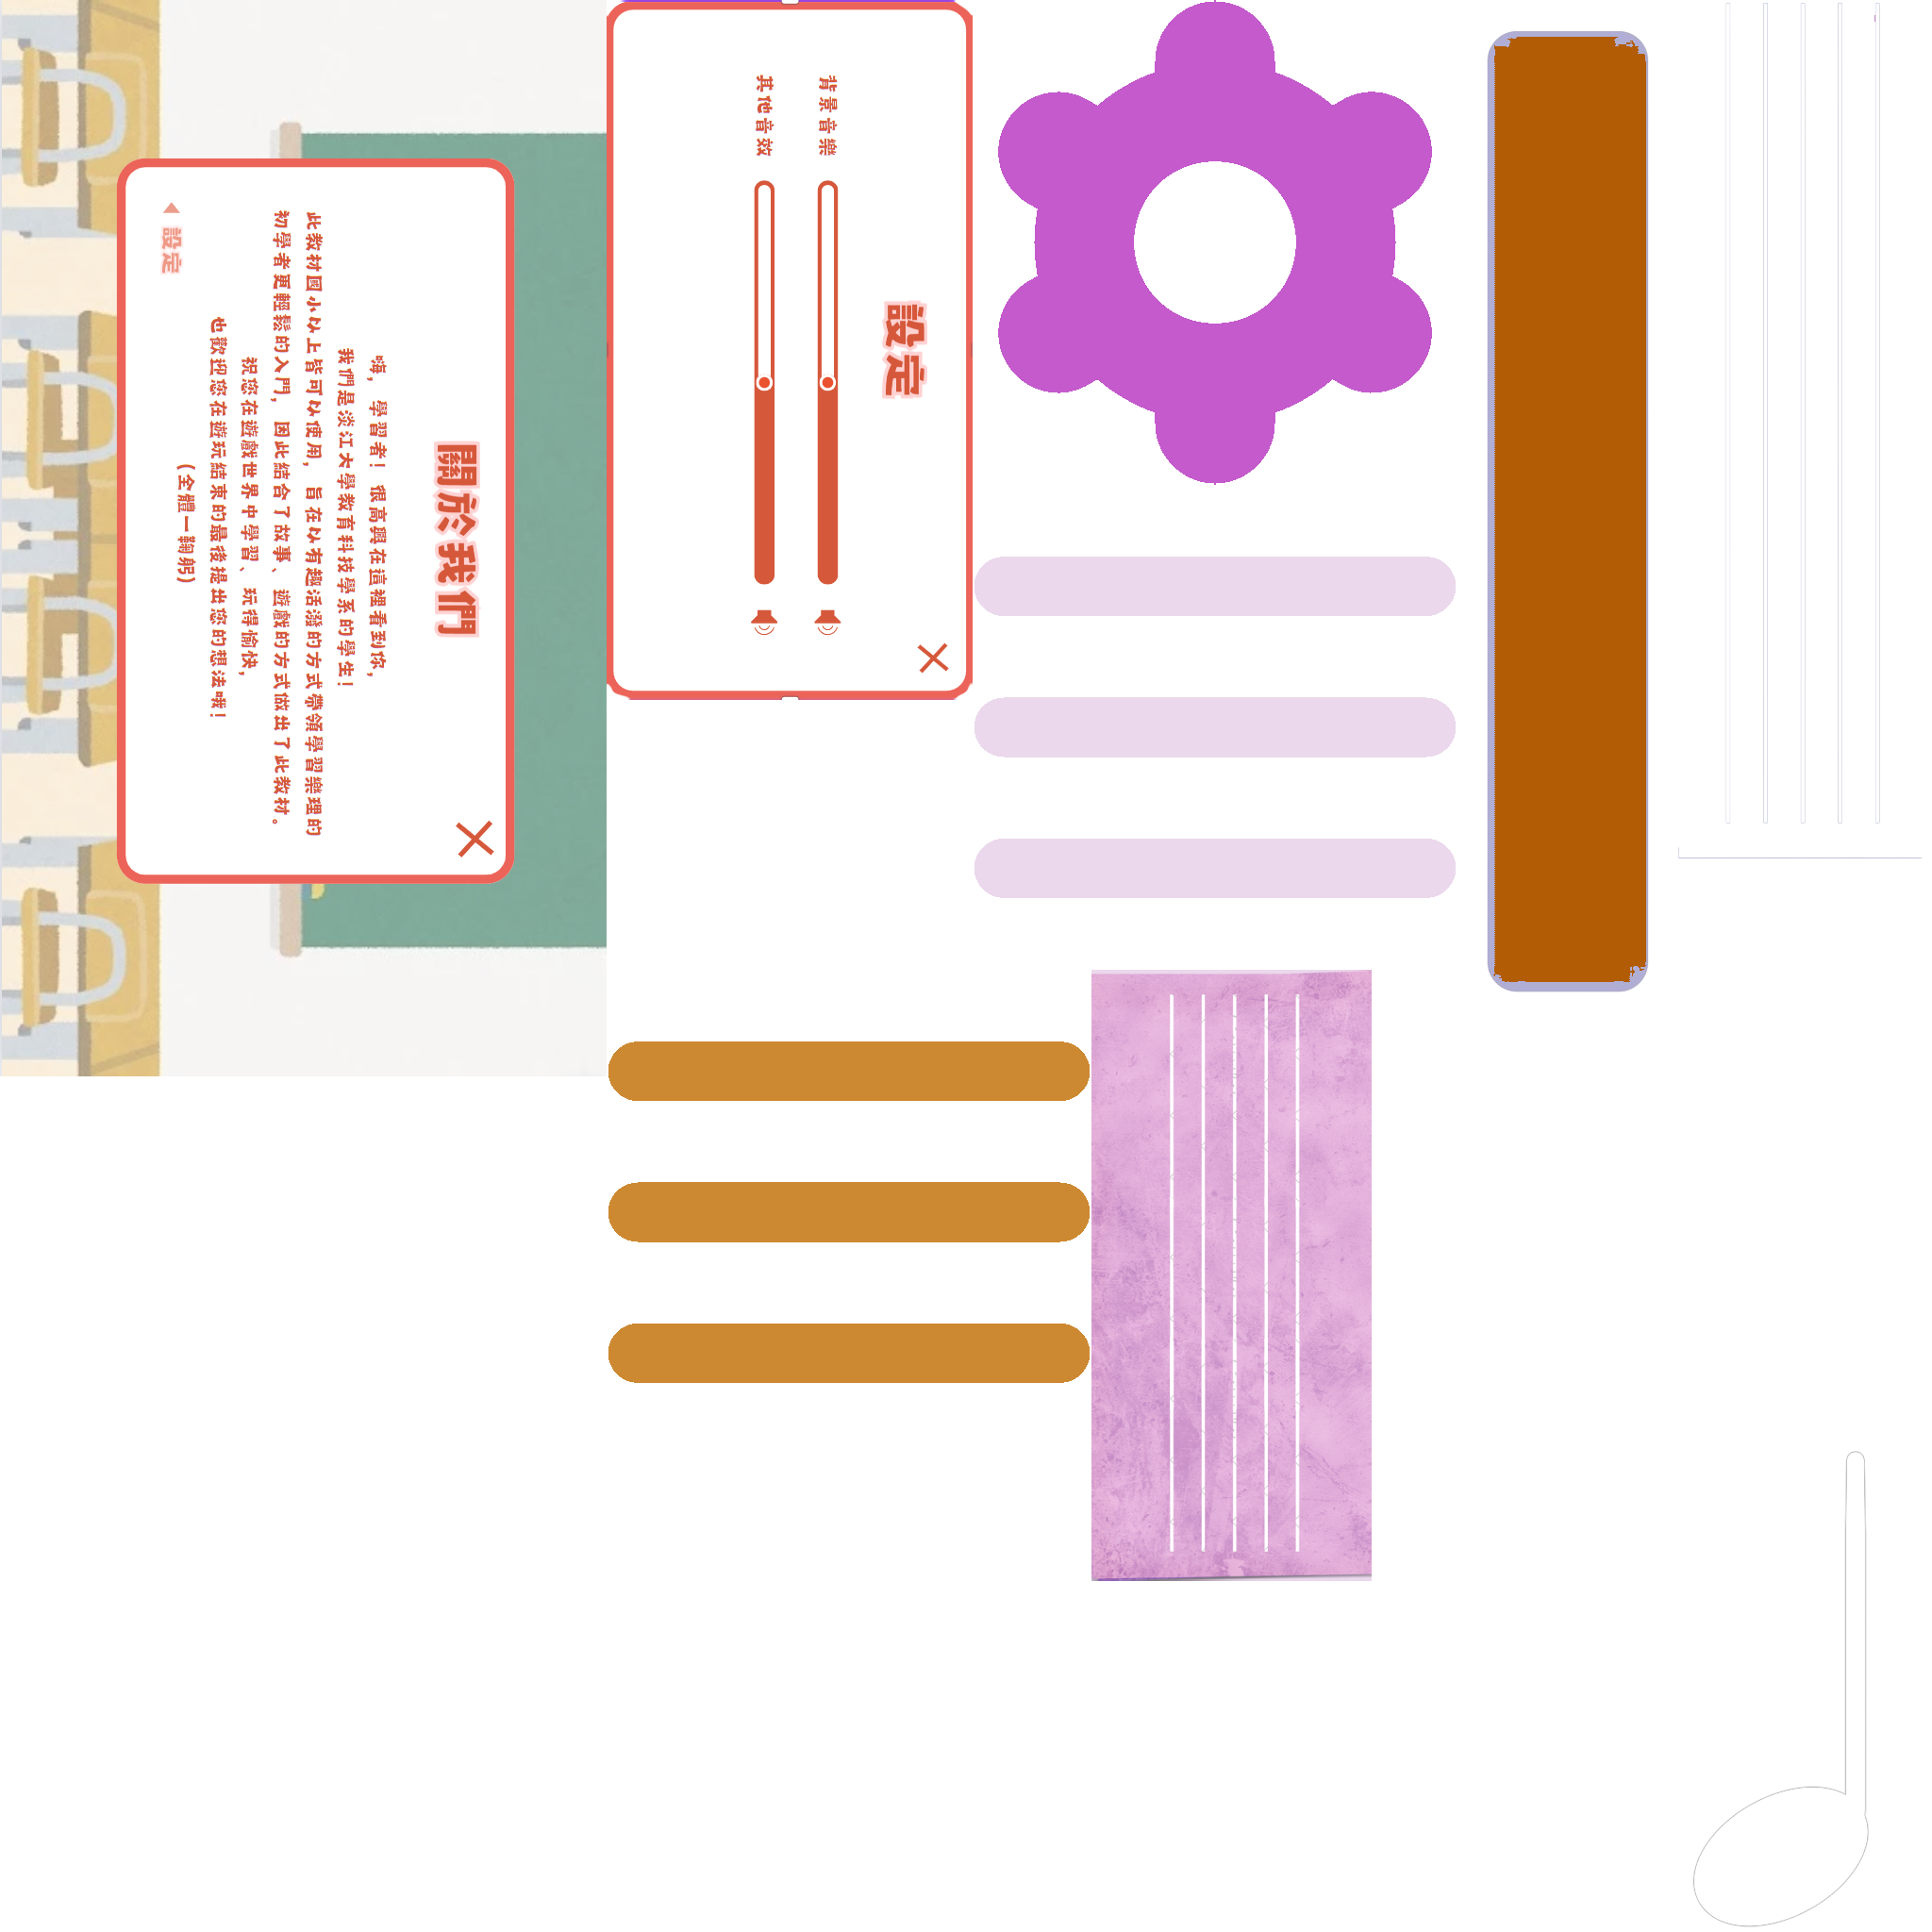 關於我們
嗨，學習者！很高興在這裡看到你，
我們是淡江大學教育科技學系的學生！
此教材國小以上皆可以使用，旨在以有趣活潑的方式帶領學習樂理的
初學者更輕鬆的入門，因此結合了故事、遊戲的方式做出了此教材。
祝您在遊戲世界中學習、玩得愉快，
也歡迎您在遊玩結束的最後提出您的想法哦！
(全體一鞠躬)
設定
設定
背景音樂
其他音效